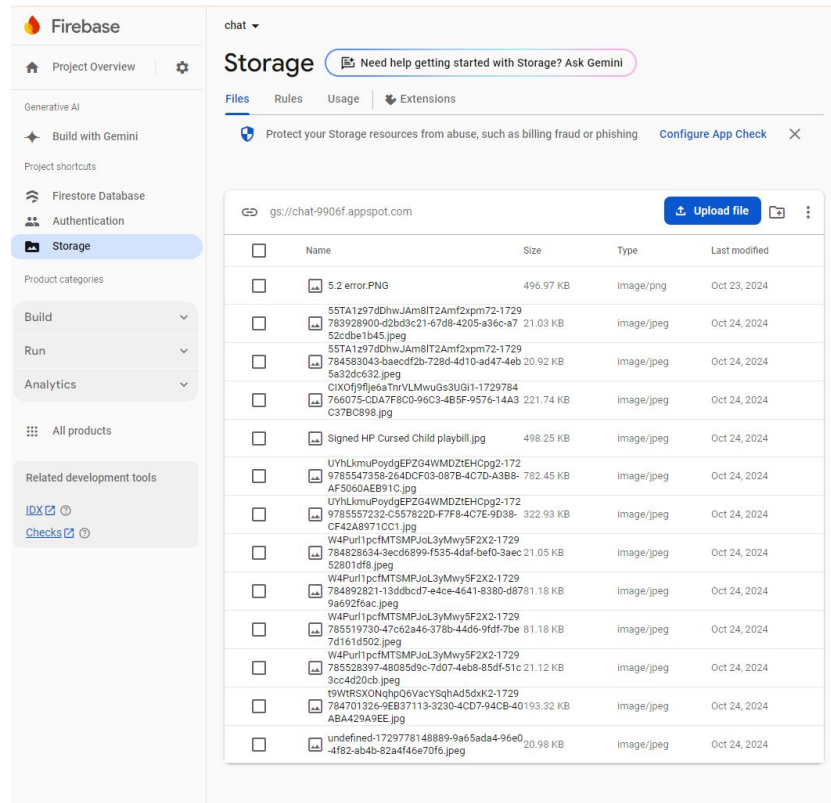 Firebase
Project Overview
Generative AI
Build with Gemini
Project shortcuts
Firestore Database
Authentication
Storage
Product categories
Build
Run
Analytics
All products
Related development tools
IDX
Checks
chat
Storage
Need help getting started with Storage? Ask Gemini
Files Rules Usage Extensions
Protect your Storage resources from abuse, such as billing fraud or phishing Configure App Check
gs://chat-9906f.appspot.com Upload file
Name Size Type Last modified
5.2 error.PNG 496.97 KB image/png Oct 23, 2024
55TA1z97dDhwJAm8lT2Amf2xpm72-1729
783928900-d2bd3c21-67d8-4205-a36c-a7 21.03 KB image/jpeg Oct 24, 2024
52cdbe1b45.jpeg
55TA1z97dDhwJAm8lT2Amf2xpm72-1729
784583043-baecdf2b-728d-4d10-ad47-4eb 20.92 KB image/jpeg Oct 24, 2024
5a32dc632.jpeg
CIXOfj9flje6aTnrVLMwuGs3UGi1-1729784
766075-CDA7F8C0-96C3-4B5F-9576-14A3 221.74 KB image/jpeg Oct 24, 2024
C37BC898.jpg
Signed HP Cursed Child playbill.jpg 498.25 KB image/jpeg Oct 24, 2024
UYhLkmuPoydgEPZG4WMDZtEHCpg2-172
9785547358-264DCF03-087B-4C7D-A3B8- 782.45 KB image/jpeg Oct 24, 2024
AF5060AEB91C.jpg
UYhLkmuPoydgEPZG4WMDZtEHCpg2-172
9785557232-C557822D-F7F8-4C7E-9D38- 322.93 KB image/jpeg Oct 24, 2024
CF42A8971CC1.jpg
W4Purl1pcfMTSMPJoL3yMwy5F2X2-1729
784828634-3ecd6899-f535-4daf-bef0-3aec 21.05 KB image/jpeg Oct 24, 2024
52801df8.jpeg
W4Purl1pcfMTSMPJoL3yMwy5F2X2-1729
784892821-13ddbcd7-e4ce-4641-8380-d87 81.18 KB image/jpeg Oct 24, 2024
9a692f6ac.jpeg
W4Purl1pcfMTSMPJoL3yMwy5F2X2-1729
785519730-47c62a46-378b-44d6-9fdf-7be 81.18 KB image/jpeg Oct 24, 2024
7d161d502.jpeg
W4Purl1pcfMTSMPJoL3yMwy5F2X2-1729
785528397-48085d9c-7d07-4eb8-85df-51c 21.12 KB image/jpeg Oct 24, 2024
3cc4d20cb.jpeg
t9WtRSXONqhpQ6VacYSqhAd5dxK2-1729
784701326-9EB37113-3230-4CD7-94CB-40 193.32 KB image/jpeg Oct 24, 2024
ABA429A9EE.jpg
undefined-1729778148889-9a65ada4-96e0
-4f82-ab4b-82a4f46e70f6.jpeg 20.98 KB image/jpeg Oct 24, 2024